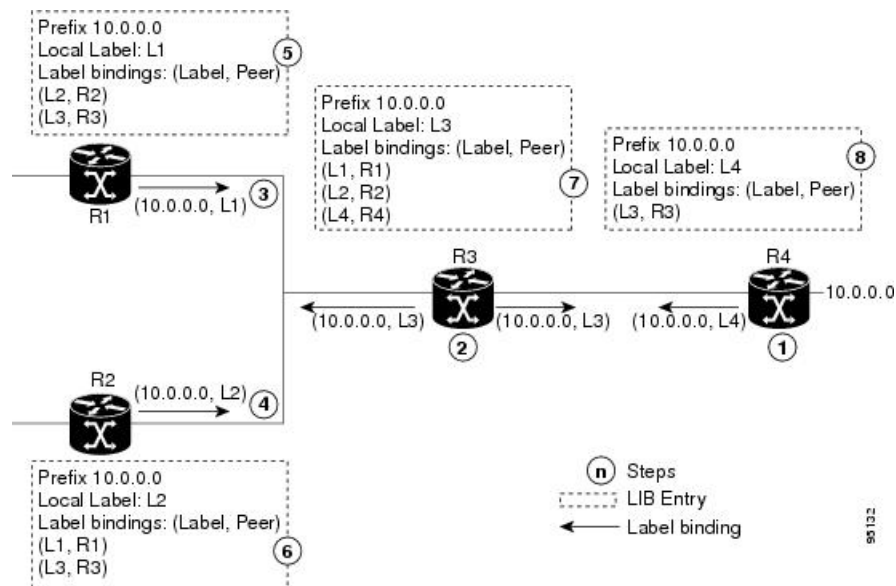 Prefix 10.0.0.0
Local Label: L1
Label bindings: (Label, Peer)
(L2, R2)
(L3, R3)
5
Prefix 10.0.0.0
Local Label: L3
Label bindings: (Label, Peer)
(L1, R1)
(L2, R2)
(L4, R4)
7
Prefix 10.0.0.0
Local Label: L4
Label bindings: (Label, Peer)
(L3, R3)
8
R1
(10.0.0.0, L1)
3
R3
(10.0.0.0, L3)
(10.0.0.0, L3)
2
R4
10.0.0.0
(10.0.0.0, L4)
1
R2
(10.0.0.0, L2)
4
Prefix 10.0.0.0
Local Label: L2
Label bindings: (Label, Peer)
(L1, R1)
(L3, R3)
6
n Steps
LIB Entry
Label binding
95132